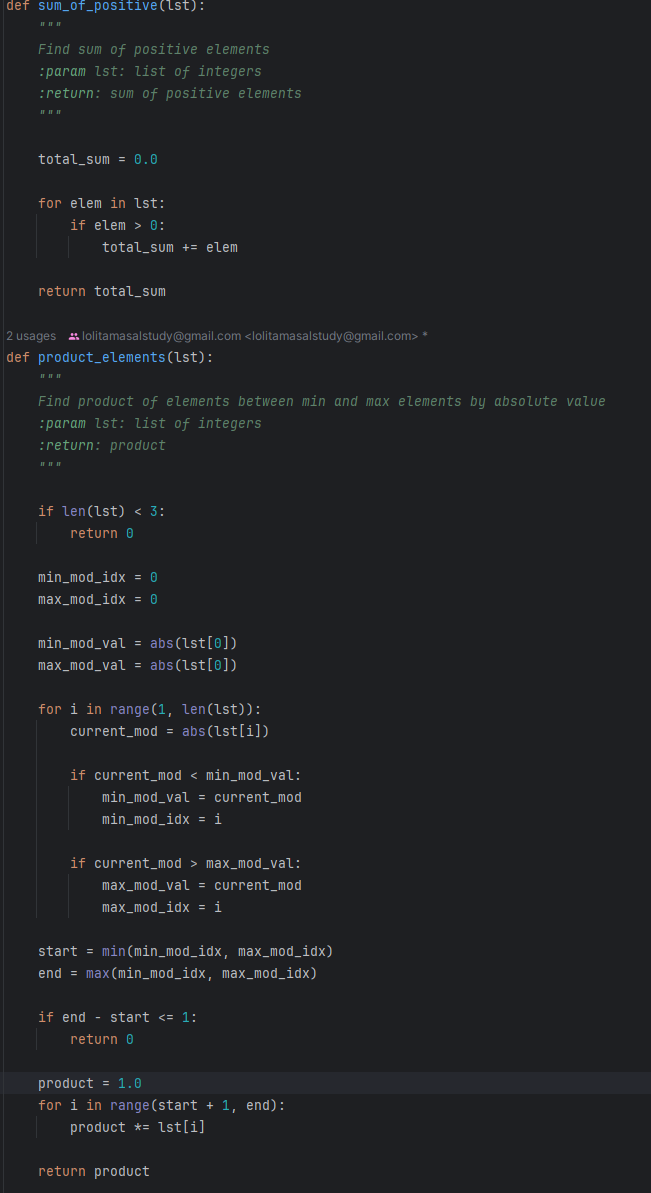 def sum_of_positive(lst):
    """
    Find sum of positive elements
    :param lst: list of integers
    :return: sum of positive elements
    """
    total_sum = 0.0
    for elem in lst:
        if elem > 0:
            total_sum += elem
    return total_sum
2 usages lolitamasalstudy@gmail.com <lolitamasalstudy@gmail.com> *
def product_elements(lst):
    """
    Find product of elements between min and max elements by absolute value
    :param lst: list of integers
    :return: product
    """
    if len(lst) < 3:
        return 0
    min_mod_idx = 0
    max_mod_idx = 0
    min_mod_val = abs(lst[0])
    max_mod_val = abs(lst[0])
    for i in range(1, len(lst)):
        current_mod = abs(lst[i])
        if current_mod < min_mod_val:
            min_mod_val = current_mod
            min_mod_idx = i
        if current_mod > max_mod_val:
            max_mod_val = current_mod
            max_mod_idx = i
    start = min(min_mod_idx, max_mod_idx)
    end = max(min_mod_idx, max_mod_idx)
    if end - start <= 1:
        return 0
    product = 1.0
    for i in range(start + 1, end):
        product *= lst[i]
    return product